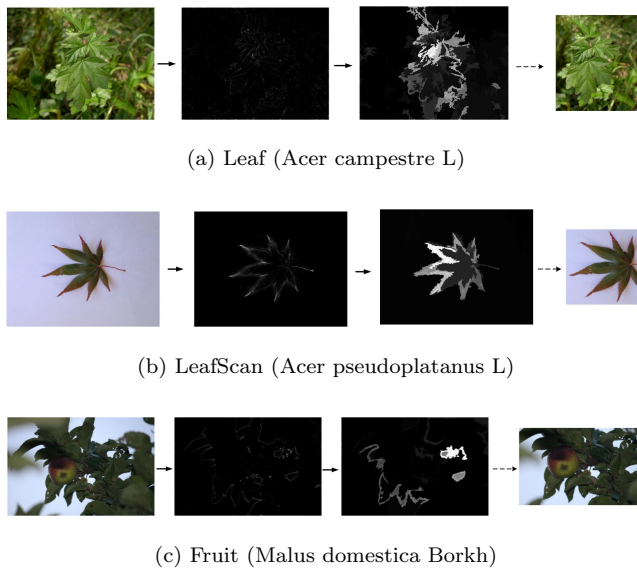 (a) Leaf (Acer campestre L)
(b) LeafScan (Acer pseudoplatanus L)
(c) Fruit (Malus domestica Borkh)